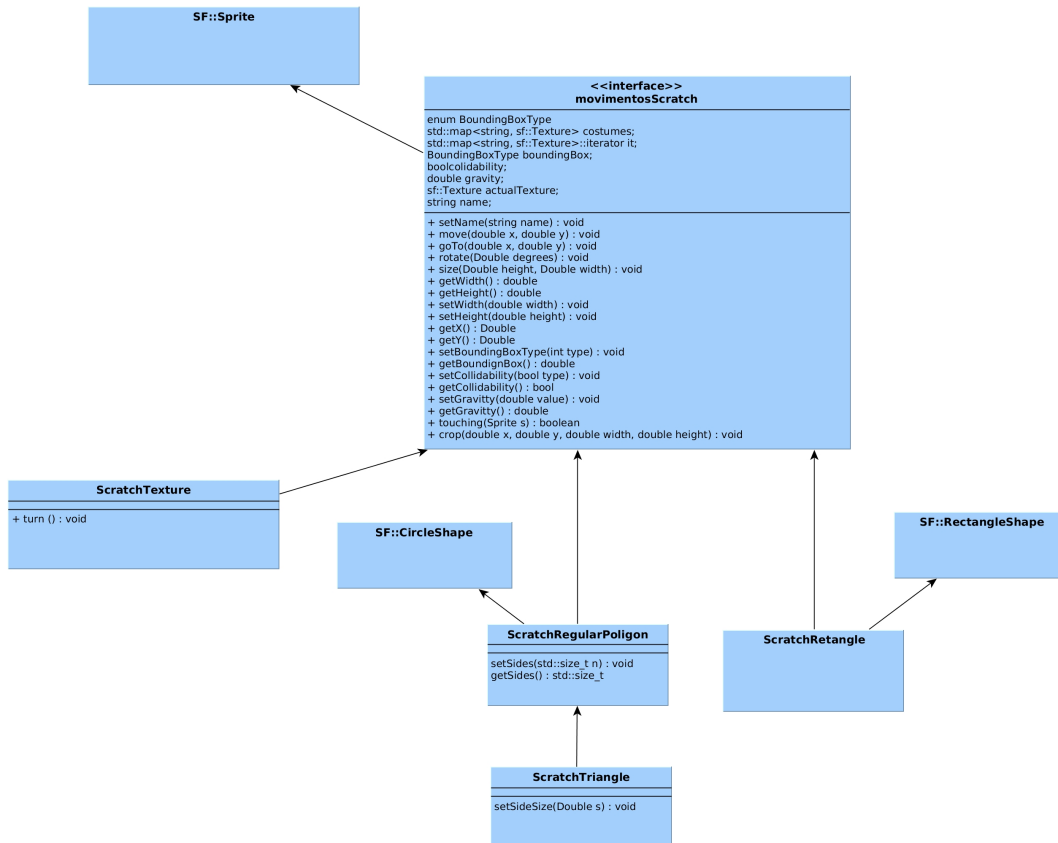 SF::Sprite
<<interface>>
movimentosScratch
enum BoundingBoxType
std::map<string, sf::Texture> costumes;
std::map<string, sf::Texture>::iterator it;
BoundingBoxType boundingBox;
boolcolidability;
double gravity;
sf::Texture actualTexture;
string name;
+ setName(string name) : void
+ move(double x, double y) : void
+ goTo(double x, double y) : void
+ rotate(Double degrees) : void
+ size(Double height, Double width) : void
+ getWidth() : double
+ getHeight() : double
+ setWidth(double width) : void
+ setHeight(double height) : void
+ getX() : Double
+ getY() : Double
+ setBoundingBoxType(int type) : void
+ getBoundignBox() : double
+ setCollidability(bool type) : void
+ getCollidability() : bool
+ setGravitty(double value) : void
+ getGravitty() : double
+ touching(Sprite s) : boolean
+ crop(double x, double y, double width, double height) : void
ScratchTexture
+ turn () : void
SF::CircleShape
SF::RectangleShape
ScratchRegularPoligon
setSides(std::size_t n) : void
getSides() : std::size_t
ScratchRetangle
ScratchTriangle
setSideSize(Double s) : void